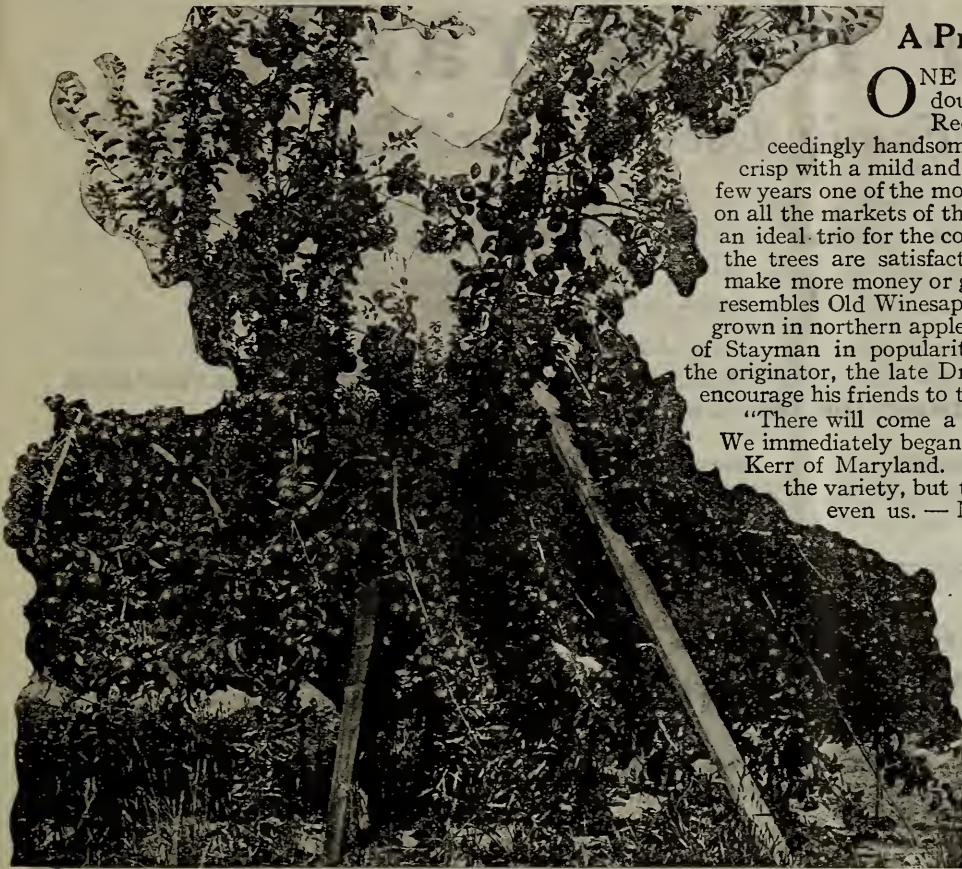 A Pr
ONE
dou
Re
ceedingly handsom
crisp with a mild and
few years one of the mo
on all the markets of th
an ideal trio for the co
the trees are satisfact
make more money or g
resembles Old Winesap
grown in northern apple
of Stayman in popularit
the originator, the late Dr
encourage his friends to t
"There will come a
We immediately began
Kerr of Maryland.
the variety, but t
even us. —